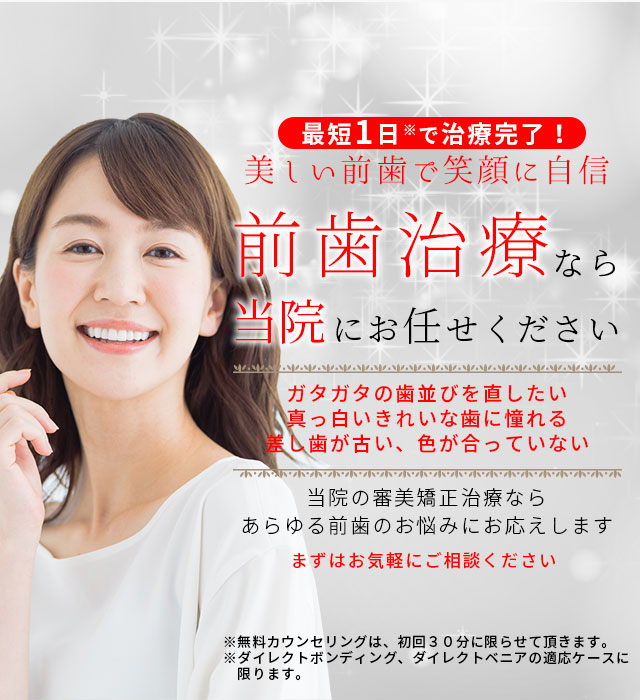 最短1日※で治療完了！
美しい前歯で笑顔に自信
前歯治療なら
当院にお任せください
ガタガタの歯並びを直したい
真っ白いきれいな歯に憧れる
差し歯が古い、色が合っていない
当院の審美矯正治療なら
あらゆる前歯のお悩みにお応えします
まずはお気軽にご相談ください
※無料カウンセリングは、初回３０分に限らせて頂きます。
※ダイレクトボンディング、ダイレクトベニアの適応ケースに
限ります。